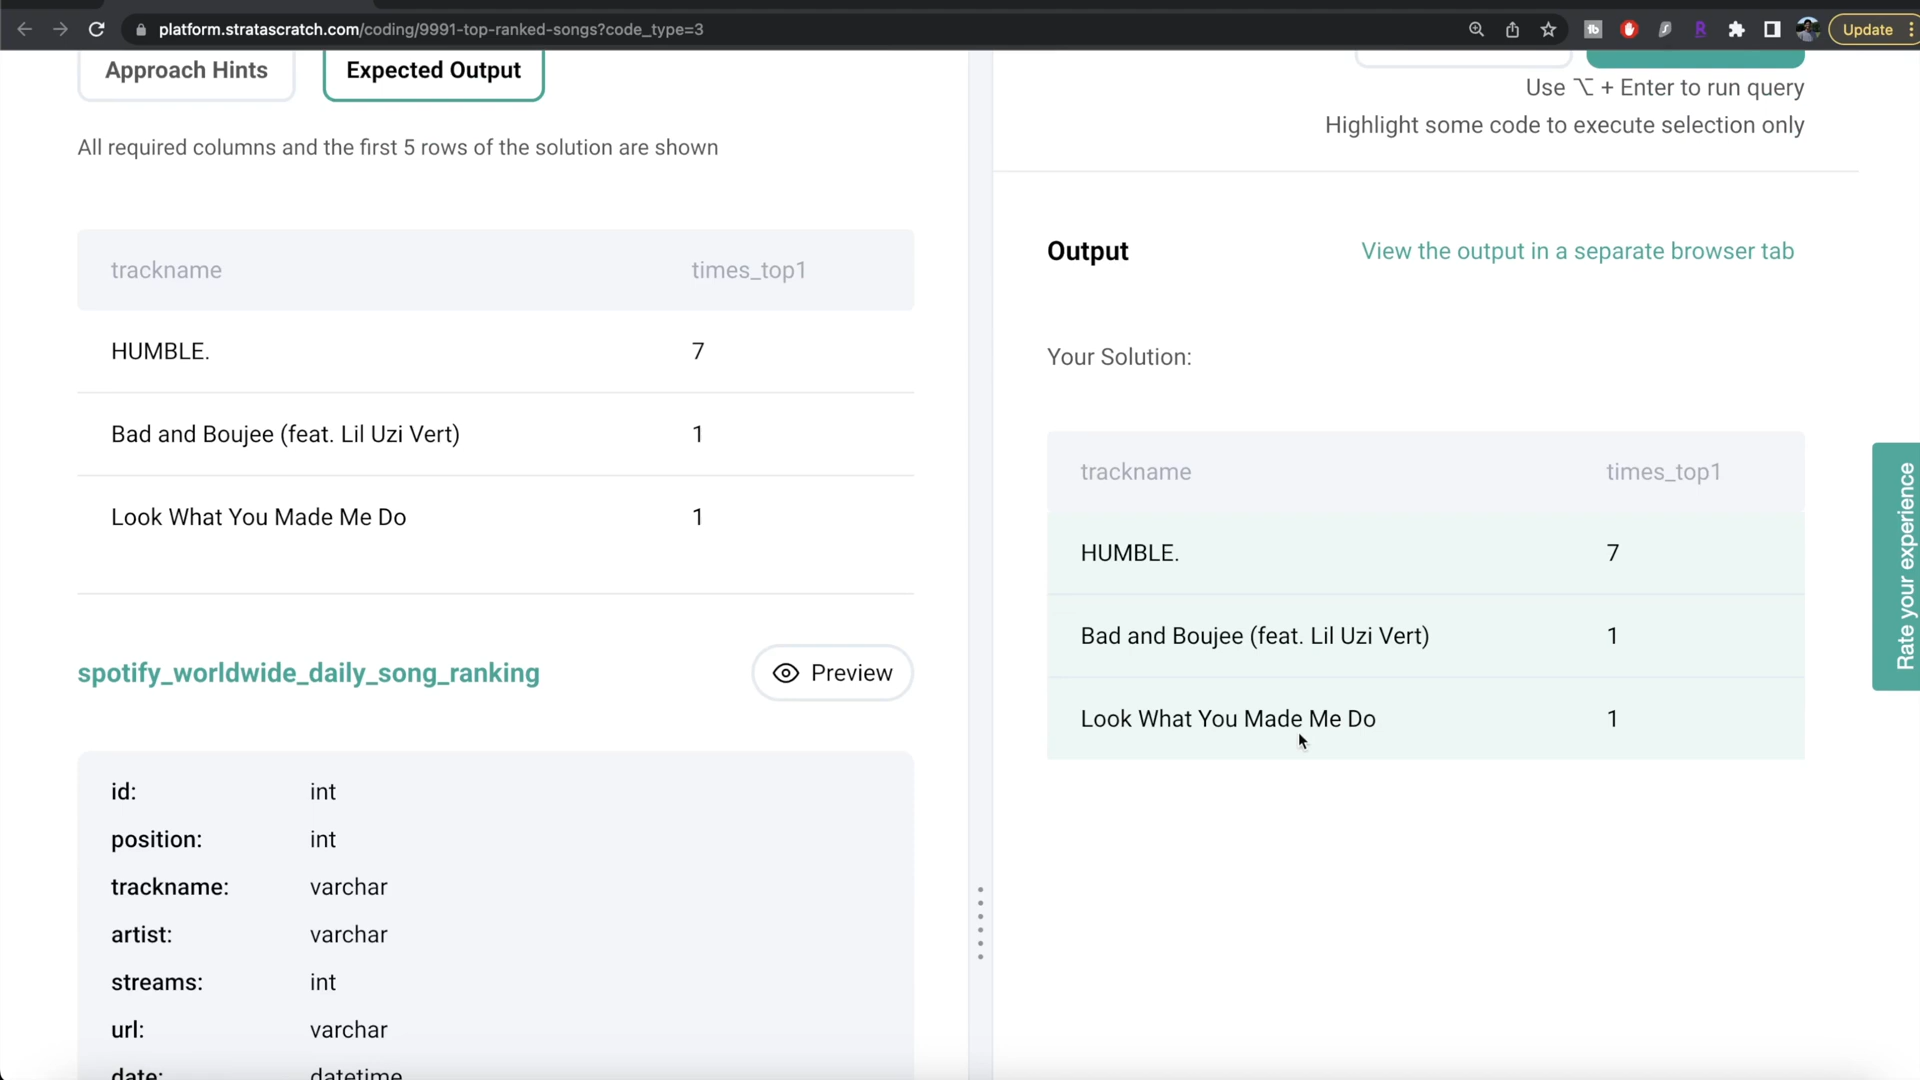 platform.stratascratch.com/coding/9991-top-ranked-songs?code_type=3
Update
Approach Hints
Expected Output
All required columns and the first 5 rows of the solution are shown
trackname times_top1
HUMBLE. 7
Bad and Boujee (feat. Lil Uzi Vert) 1
Look What You Made Me Do 1
spotify_worldwide_daily_song_ranking
Preview
id: int
position: int
trackname: varchar
artist: varchar
streams: int
url: varchar
date: datetime
Use ⌥ + Enter to run query
Highlight some code to execute selection only
Output
View the output in a separate browser tab
Your Solution:
trackname times_top1
HUMBLE. 7
Bad and Boujee (feat. Lil Uzi Vert) 1
Look What You Made Me Do 1
Rate your experience